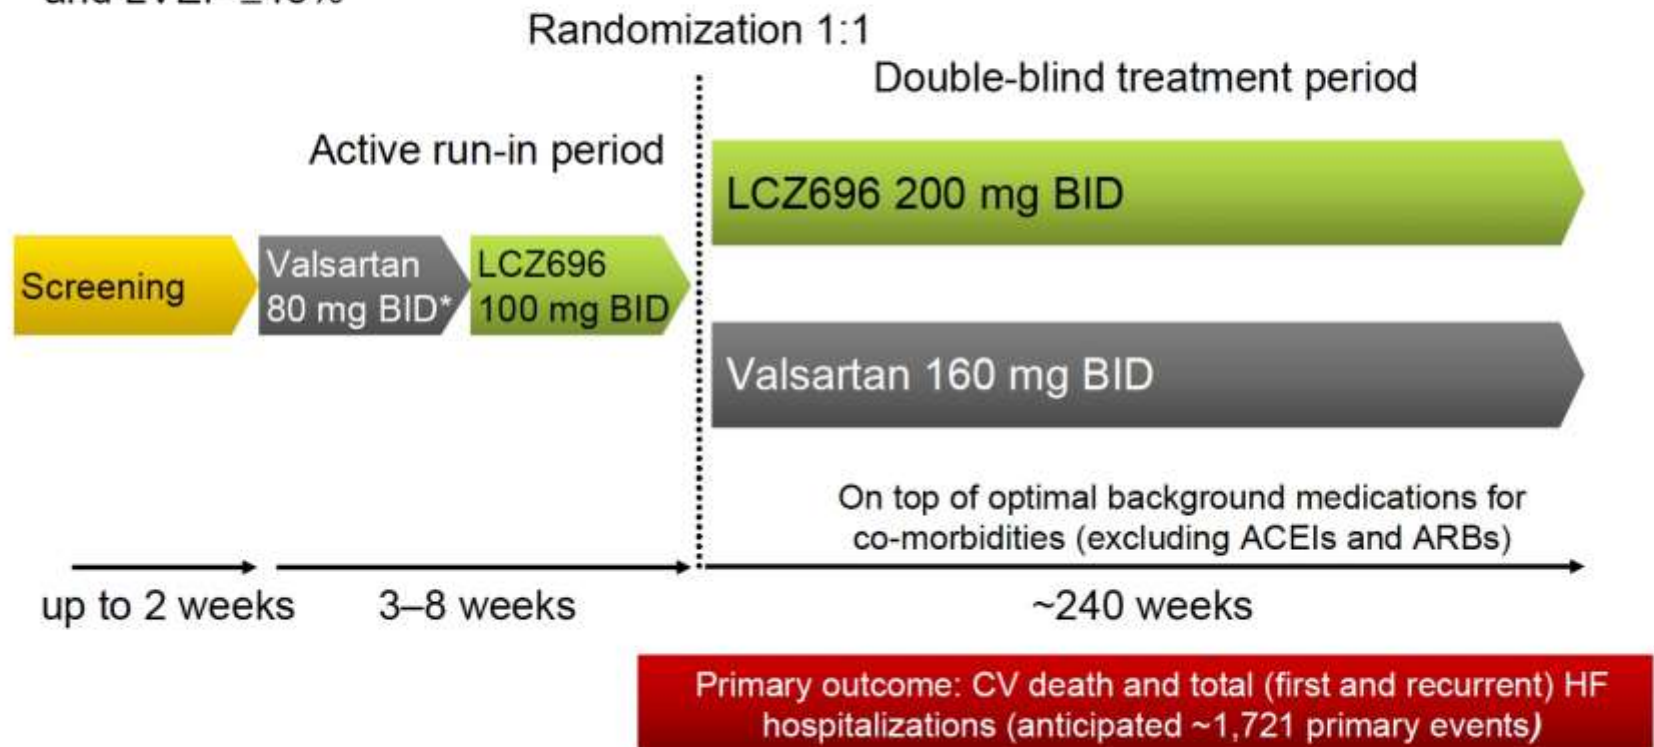 Randomization 1:1
Double-blind treatment period
Active run-in period
LCZ696 200 mg BID
Screening
Valsartan
80 mg BID*
LCZ696
100 mg BID
Valsartan 160 mg BID
On top of optimal background medications for
co-morbidities (excluding ACEIs and ARBs)
up to 2 weeks
3–8 weeks
~240 weeks
Primary outcome: CV death and total (first and recurrent) HF
hospitalizations (anticipated ~1,721 primary events)